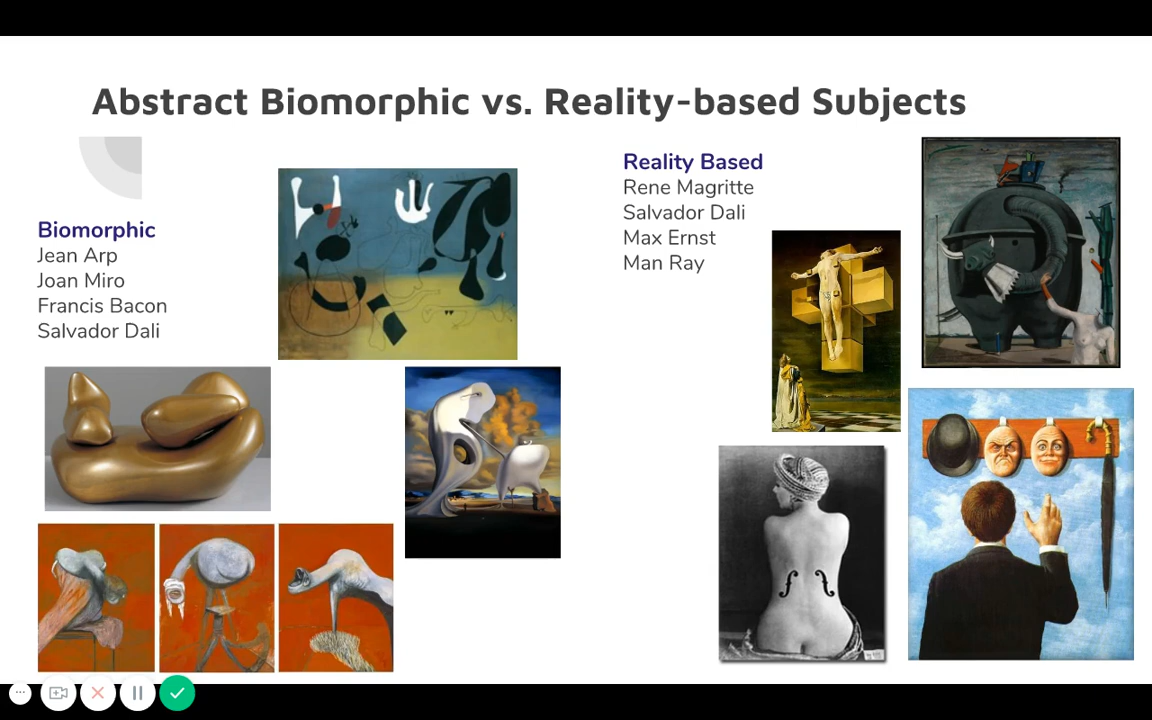 Abstract Biomorphic vs. Reality-based Subjects
Biomorphic
Jean Arp
Joan Miro
Francis Bacon
Salvador Dali
Reality Based
Rene Magritte
Salvador Dali
Max Ernst
Man Ray